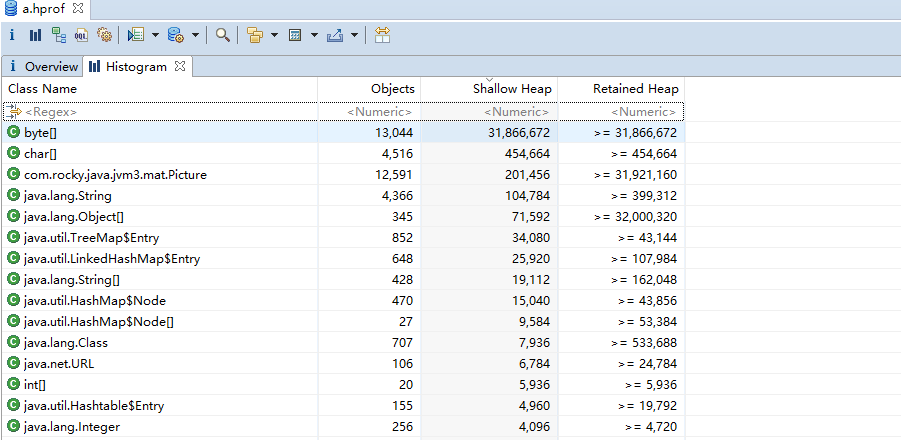 a.hprof
i OQL
i Overview Histogram
Class Name Objects Shallow Heap Retained Heap
<Regex> <Numeric> <Numeric> <Numeric>
byte[] 13,044 31,866,672 >= 31,866,672
char[] 4,516 454,664 >= 454,664
com.rocky.java.jvm3.mat.Picture 12,591 201,456 >= 31,921,160
java.lang.String 4,366 104,784 >= 399,312
java.lang.Object[] 345 71,592 >= 32,000,320
java.util.TreeMap$Entry 852 34,080 >= 43,144
java.util.LinkedHashMap$Entry 648 25,920 >= 107,984
java.lang.String[] 428 19,112 >= 162,048
java.util.HashMap$Node 470 15,040 >= 43,856
java.util.HashMap$Node[] 27 9,584 >= 53,384
java.lang.Class 707 7,936 >= 533,688
java.net.URL 106 6,784 >= 24,784
int[] 20 5,936 >= 5,936
java.util.Hashtable$Entry 155 4,960 >= 19,792
java.lang.Integer 256 4,096 >= 4,720